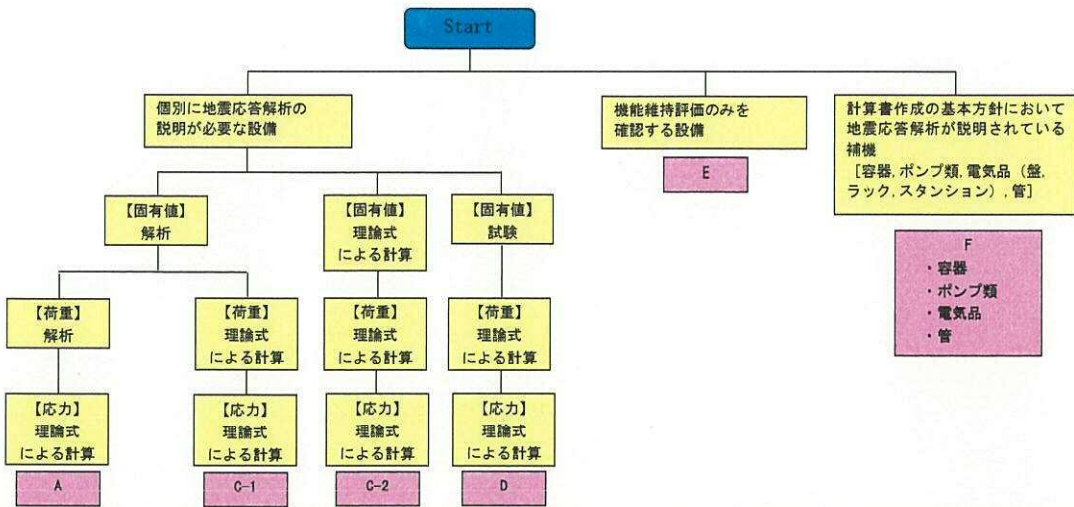 Start
個別に地震応答解析の
説明が必要な設備
機能維持評価のみを
確認する設備
計算書作成の基本方針において
地震応答解析が説明されている
補機
[容器,ポンプ類,電気品(盤,
ラック,スタンション),管]
E
【固有値】
解析
【固有値】
理論式
による計算
【固有値】
試験
F
・容器
・ポンプ類
・電気品
・管
【荷重】
解析
【荷重】
理論式
による計算
【荷重】
理論式
による計算
【荷重】
理論式
による計算
【応力】
理論式
による計算
【応力】
理論式
による計算
【応力】
理論式
による計算
【応力】
理論式
による計算
A
C-1
C-2
D